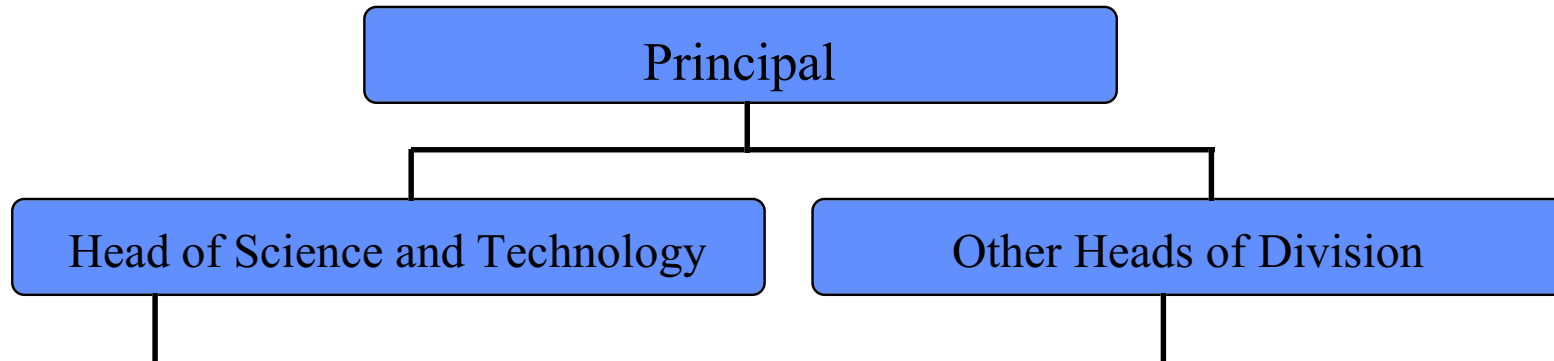 Principal
Head of Science and Technology
Other Heads of Division